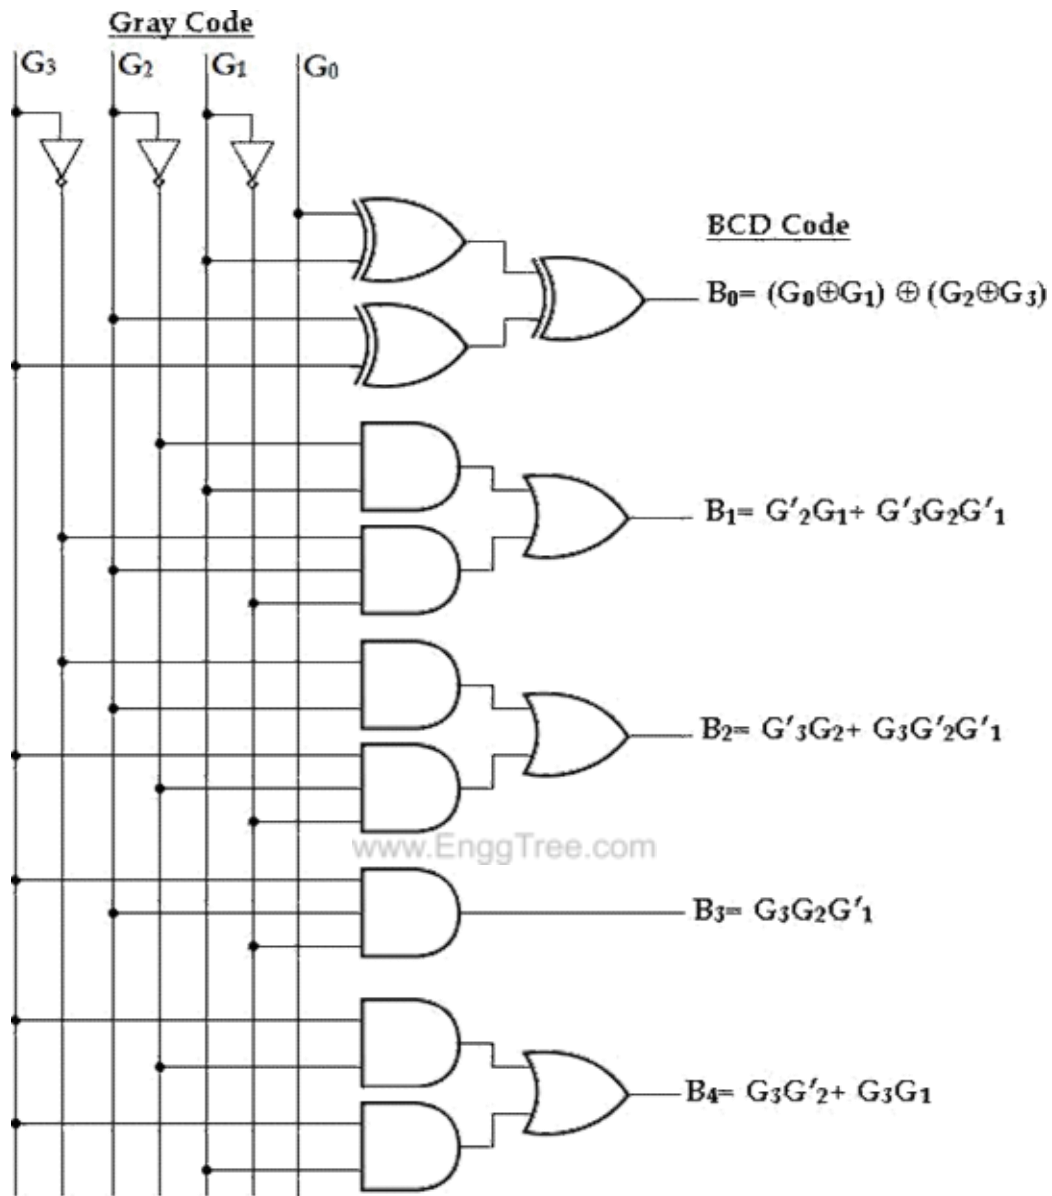 Gray Code
G₃ G₂ G₁ G₀
BCD Code
B₀= (G₀⊕G₁) ⊕ (G₂⊕G₃)
B₁= G'₂G₁+ G'₃G₂G'₁
B₂= G'₃G₂+ G₃G'₂G'₁
www.EnggTree.com
B₃= G₃G₂G'₁
B₄= G₃G'₂+ G₃G₁